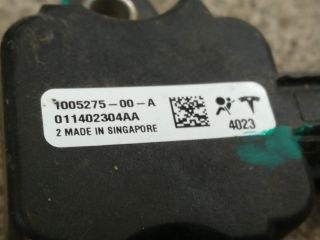 1005275-00-A
011402304AA
2 MADE IN SINGAPORE
4023